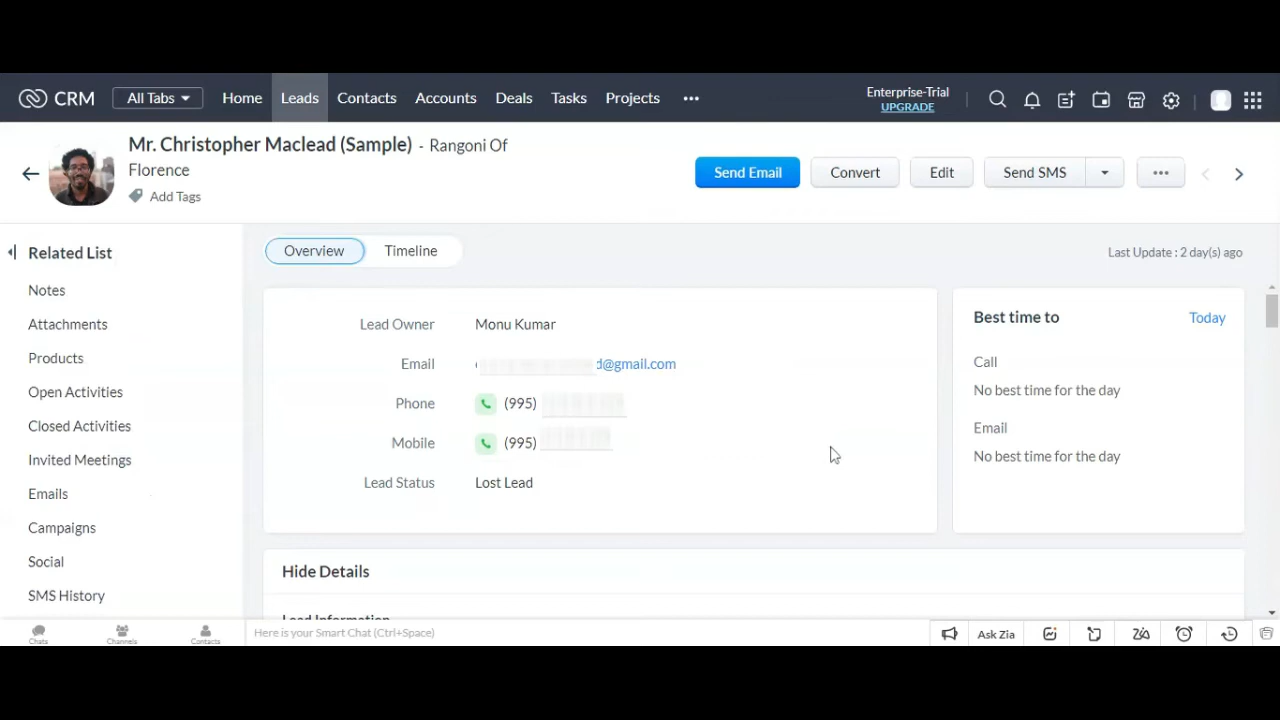 CRM All Tabs Home Leads Contacts Accounts Deals Tasks Projects Enterprise-Trial
UPGRADE
Mr. Christopher Maclead (Sample) - Rangoni Of
Florence
Add Tags
Send Email Convert Edit Send SMS
Related List
Notes
Attachments
Products
Open Activities
Closed Activities
Invited Meetings
Emails
Campaigns
Social
SMS History
Overview Timeline
Last Update : 2 day(s) ago
Lead Owner Monu Kumar
Email d@gmail.com
Phone (995)
Mobile (995)
Lead Status Lost Lead
Best time to Today
Call
No best time for the day
Email
No best time for the day
Hide Details
Lead Information
Chats Channels Contacts Here is your Smart Chat (Ctrl+Space) Ask Zia